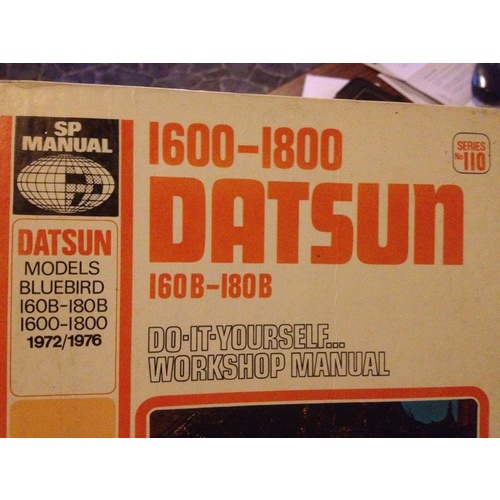 SP
MANUAL
DATSUN
MODELS
BLUEBIRD
160B-180B
1600-1800
1972/1976
1600-1800
DATSUN
160B-180B
DO-IT-YOURSELF...
WORKSHOP MANUAL
SERIES
No 110